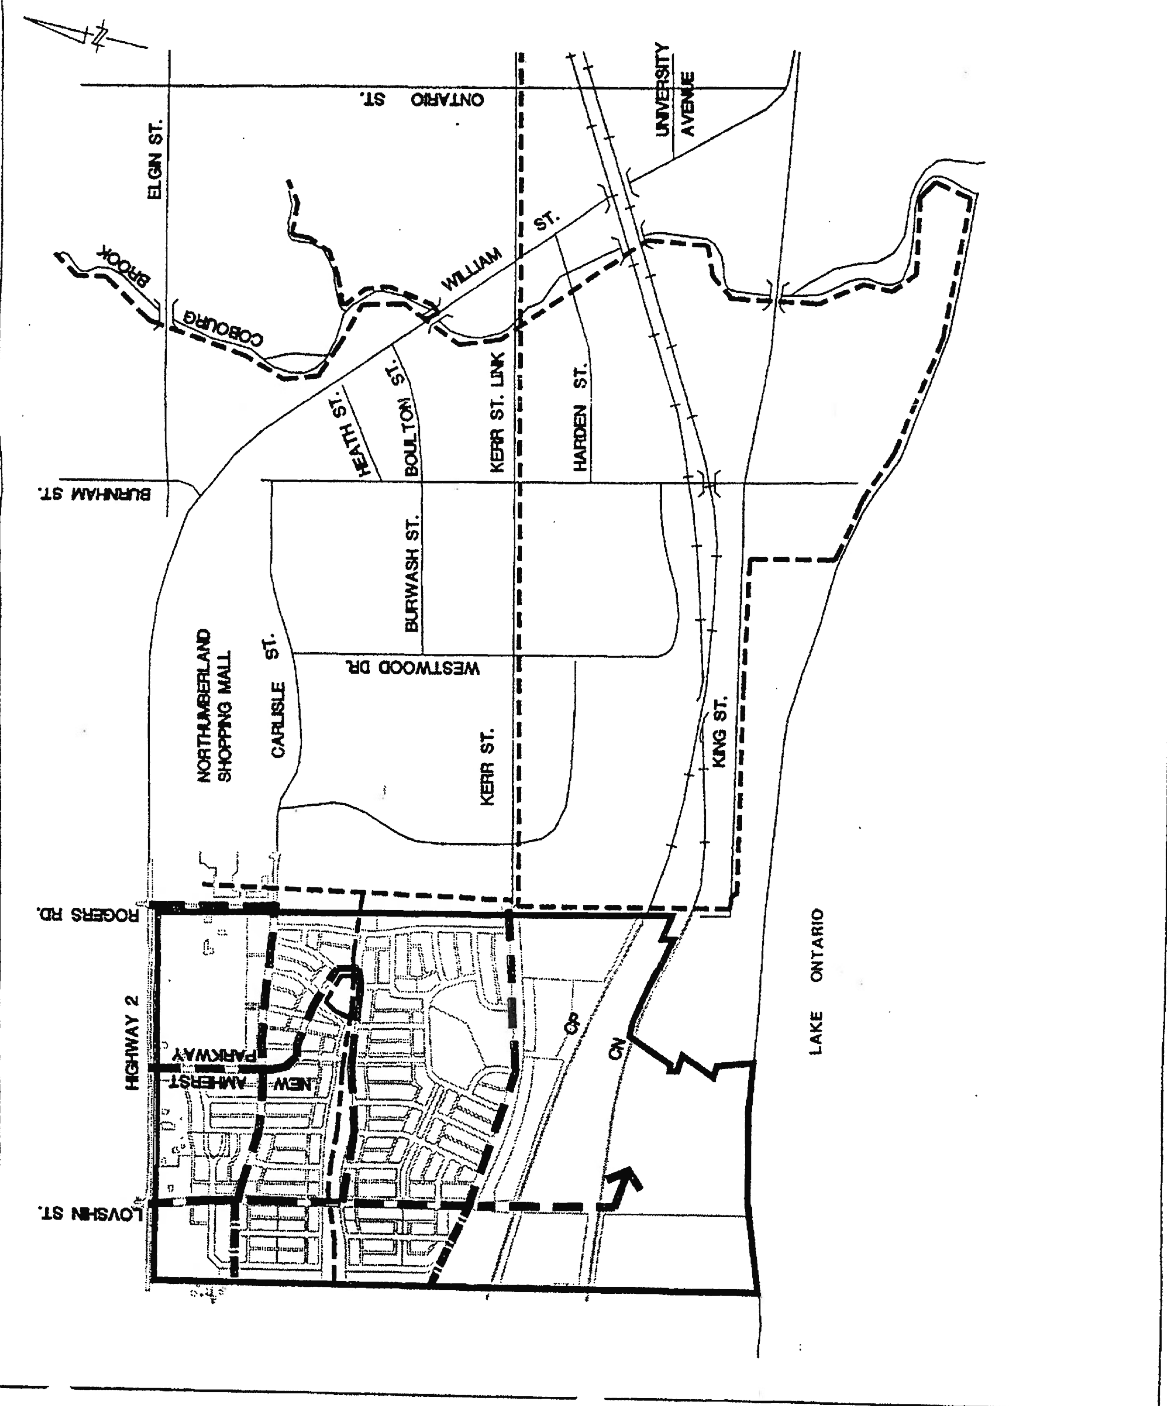 N
ELGIN ST.
ONTARIO ST.
UNIVERSITY
AVENUE
COBOURG BROOK
WILLIAM ST.
HEATH ST.
BOULTON ST.
KERR ST. LINK
HARDEN ST.
BURNHAM ST.
BURWASH ST.
NORTHUMBERLAND
SHOPPING MALL
CARLISLE ST.
WESTWOOD DR.
KERR ST.
KING ST.
ROGERS RD.
HIGHWAY 2
NEW AMHERST
PARKWAY
CP
CN
LAKE ONTARIO
LOVSHIN ST.